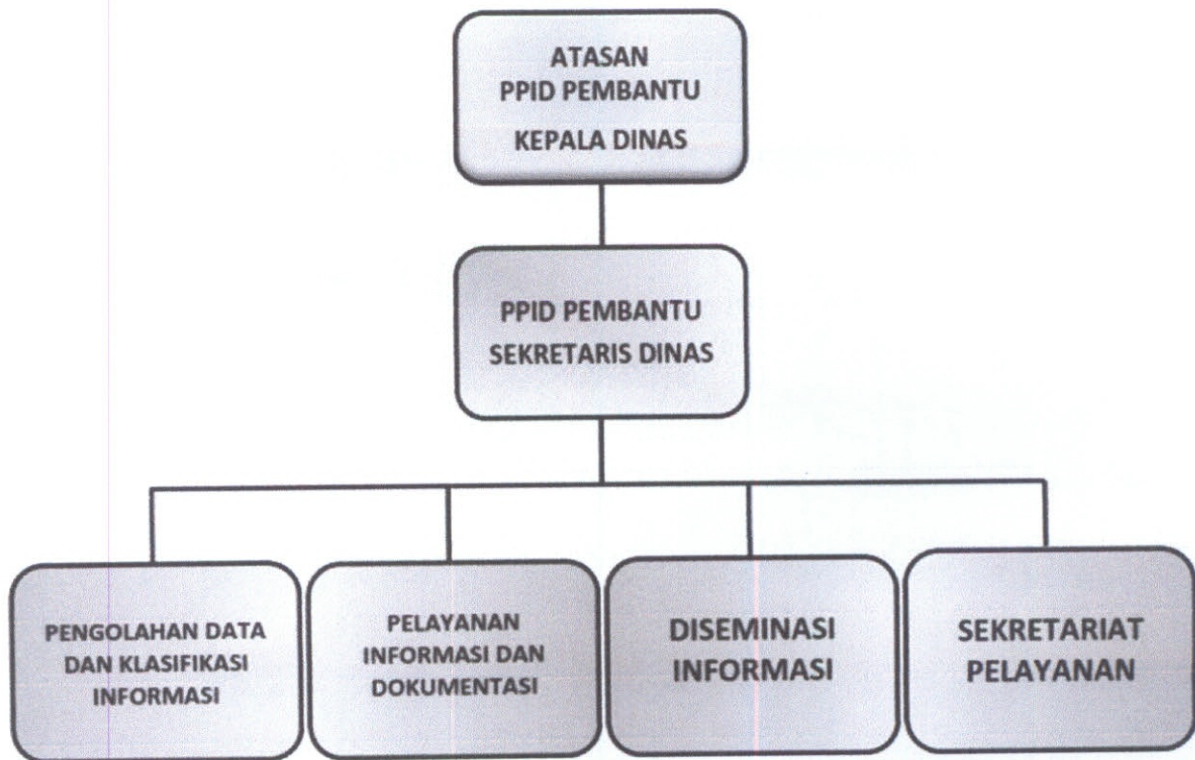 ATASAN
PPID PEMBANTU
KEPALA DINAS
PPID PEMBANTU
SEKRETARIS DINAS
PENGOLAHAN DATA
DAN KLASIFIKASI
INFORMASI
PELAYANAN
INFORMASI DAN
DOKUMENTASI
DISEMINASI
INFORMASI
SEKRETARIAT
PELAYANAN